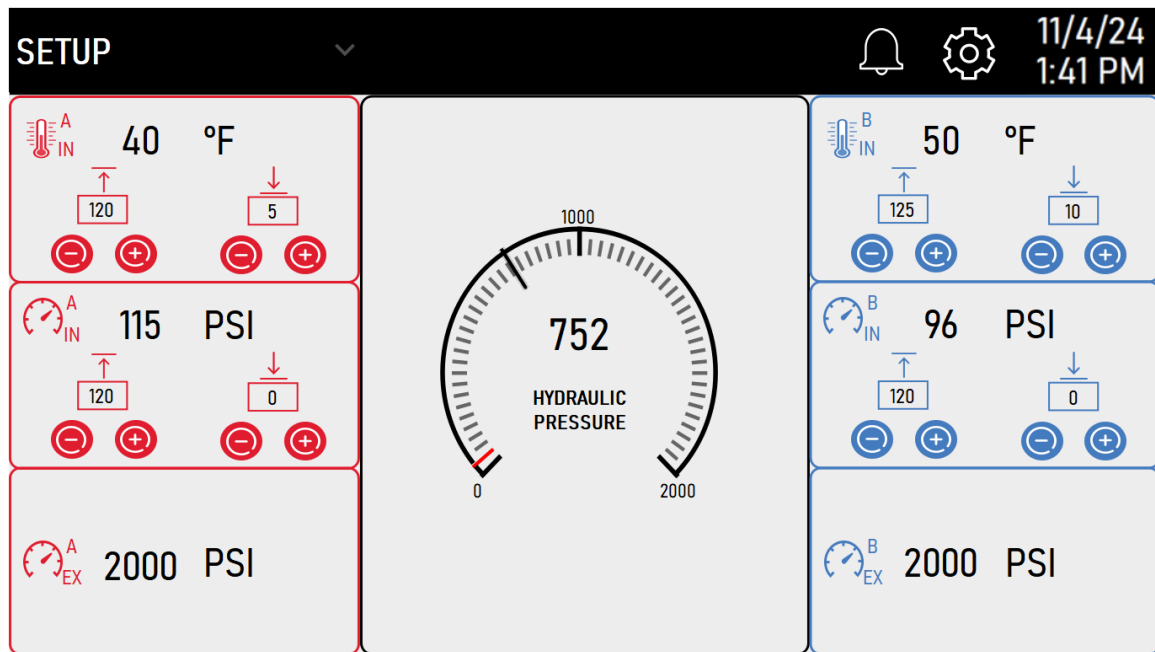 SETUP
11/4/24
1:41 PM
A
IN
40 °F
120
5
A
IN
115 PSI
120
0
A
EX
2000 PSI
1000
752
HYDRAULIC
PRESSURE
0
2000
B
IN
50 °F
125
10
B
IN
96 PSI
120
0
B
EX
2000 PSI